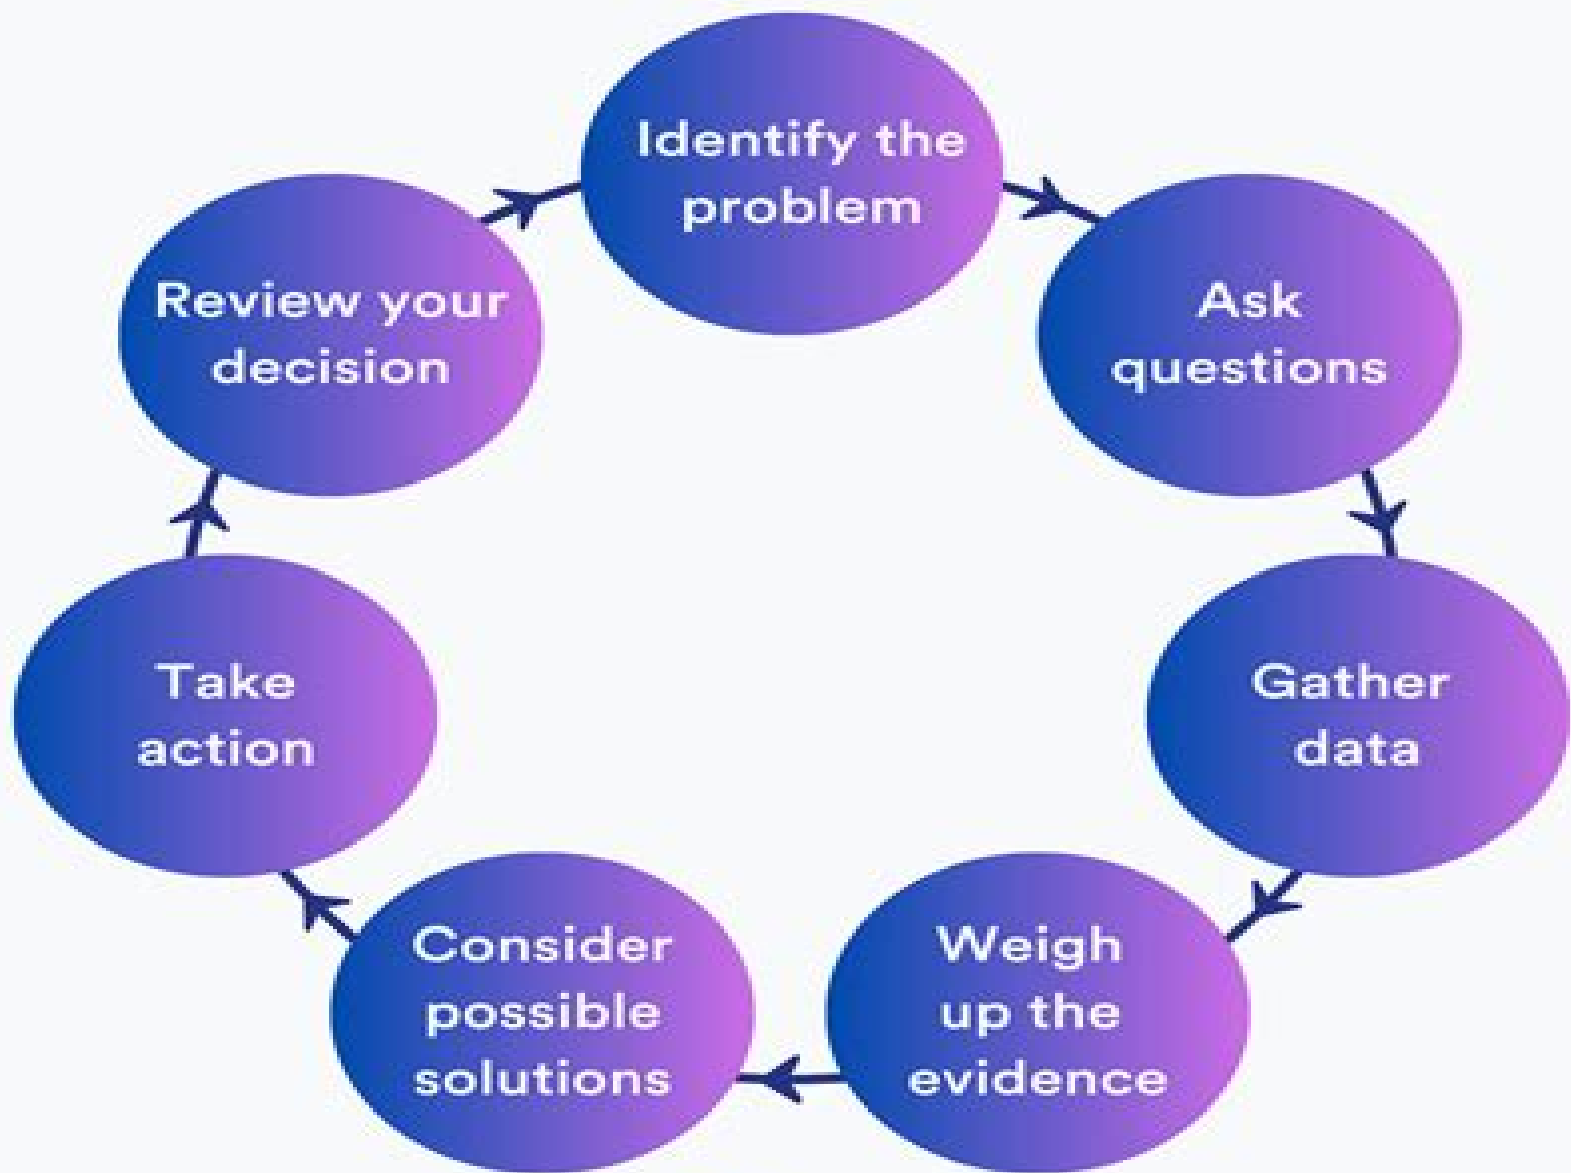 Identify the
problem
Ask
questions
Gather
data
Weigh
up the
evidence
Consider
possible
solutions
Take
action
Review your
decision